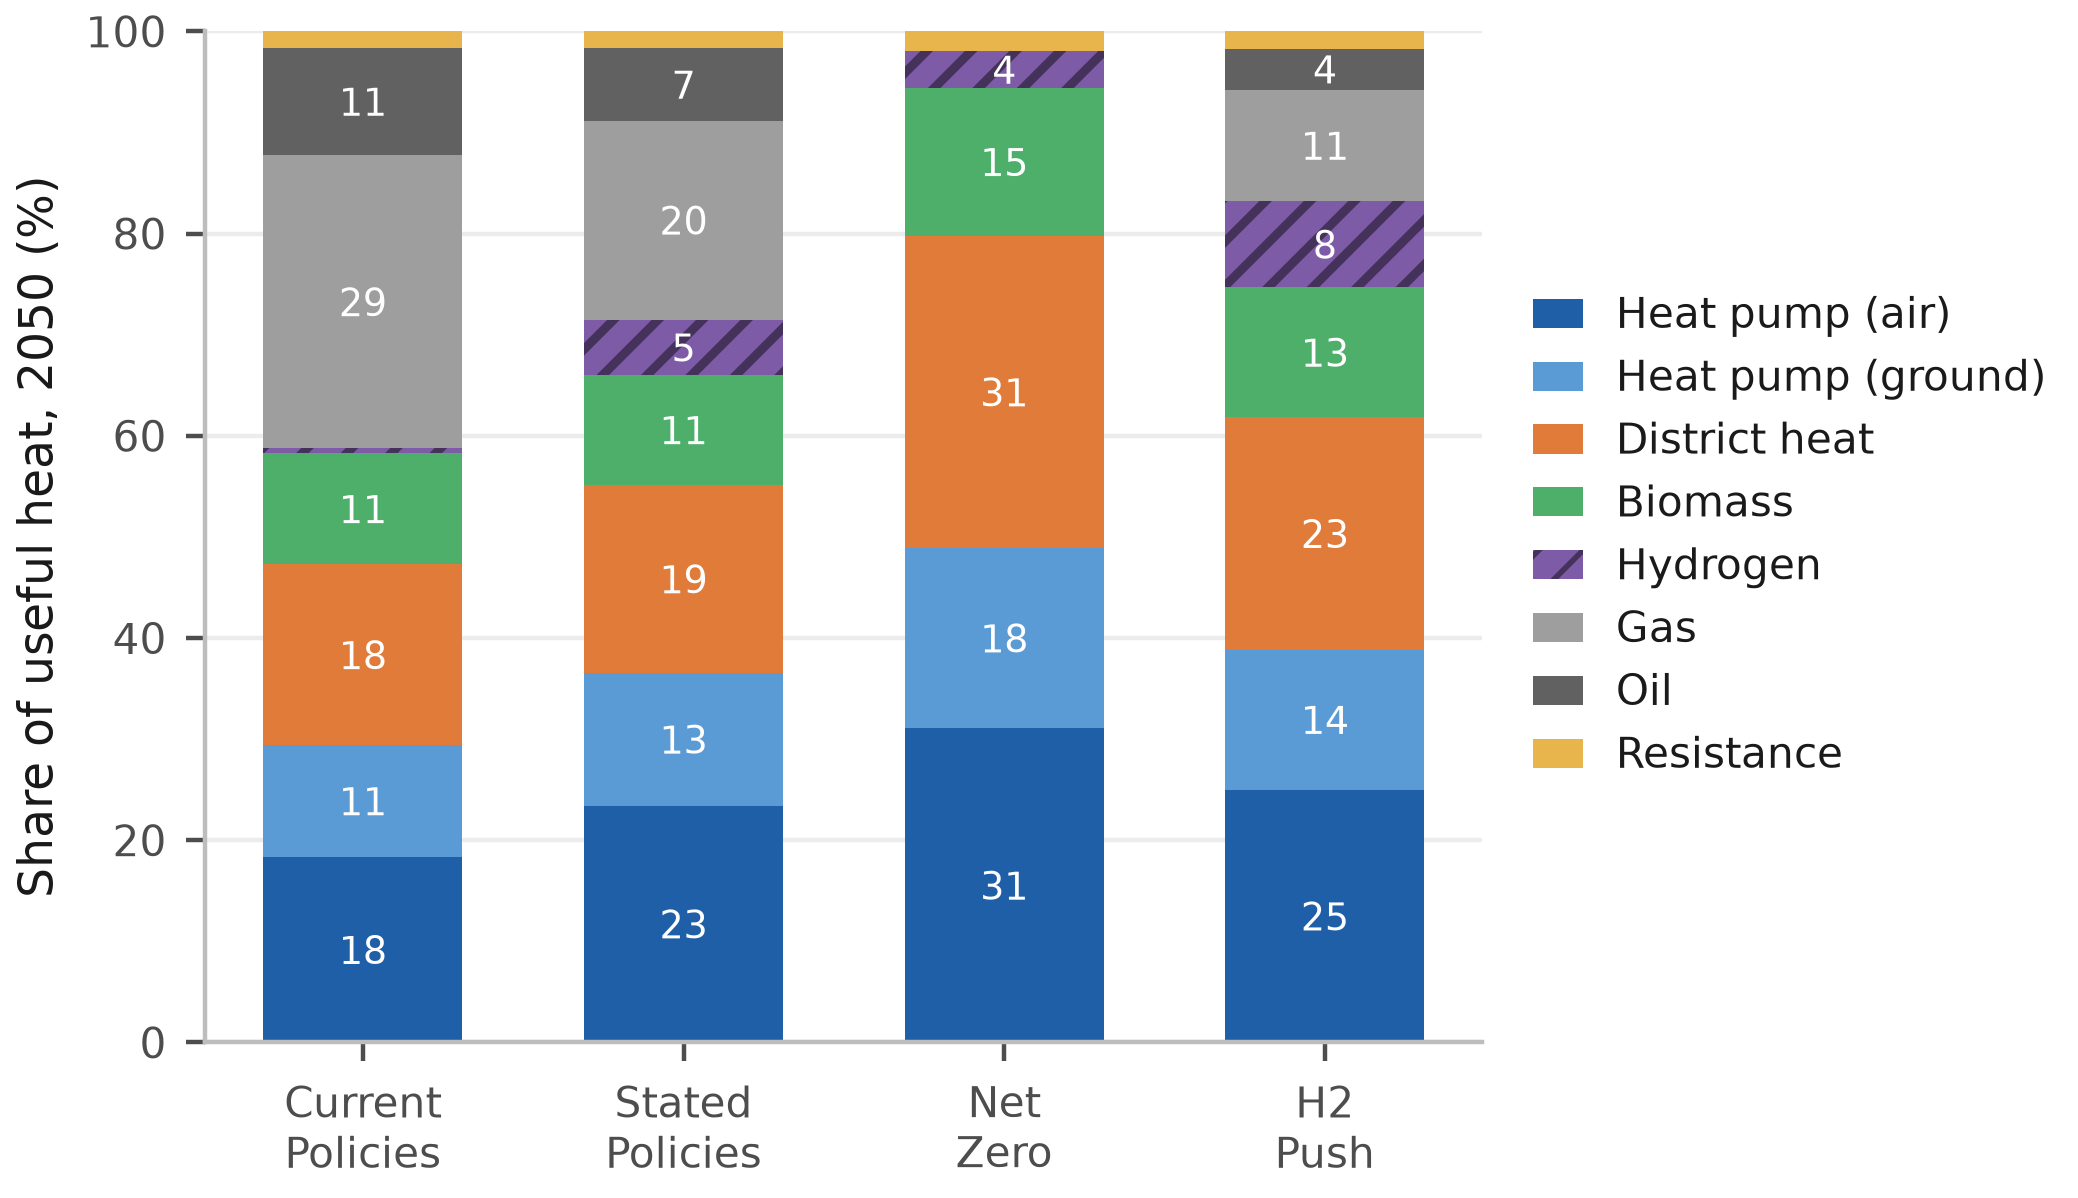 Share of useful heat, 2050 (%)
100
80
60
40
20
0
11
29
11
18
11
18
7
20
5
11
19
13
23
4
15
31
18
31
4
11
8
13
23
14
25
Current
Policies
Stated
Policies
Net
Zero
H2
Push
Heat pump (air)
Heat pump (ground)
District heat
Biomass
Hydrogen
Gas
Oil
Resistance